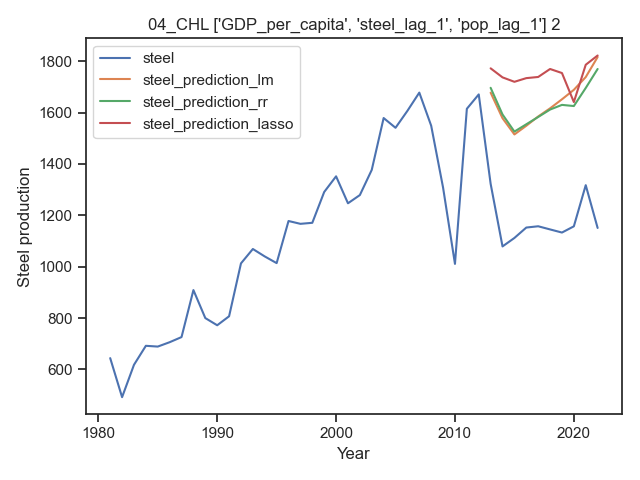 04_CHL ['GDP_per_capita', 'steel_lag_1', 'pop_lag_1'] 2
steel
steel_prediction_lm
steel_prediction_rr
steel_prediction_lasso
Steel production
1800
1600
1400
1200
1000
800
600
1980
1990
2000
2010
2020
Year